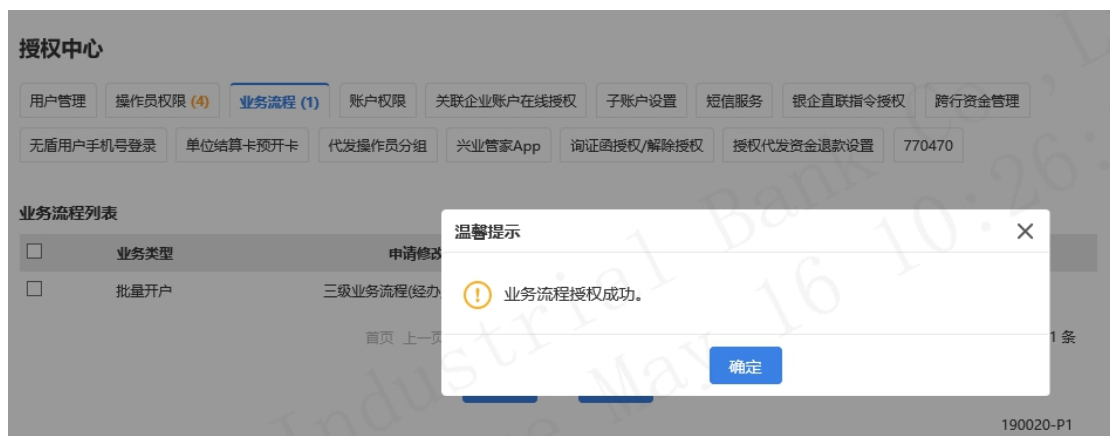 授权中心
用户管理 操作员权限 (4) 业务流程 (1) 账户权限 关联企业账户在线授权 子账户设置 短信服务 银企直联指令授权 跨行资金管理
无盾用户手机号登录 单位结算卡预开卡 代发操作员分组 兴业管家App 询证函授权/解除授权 授权代发资金退款设置 770470
业务流程列表
温馨提示
业务类型 申请修改
批量开户 三级业务流程(经办
业务流程授权成功。
首页 上一页 1 条
确定
190020-P1
Industrial Bank Co., L
May 16 10:26: